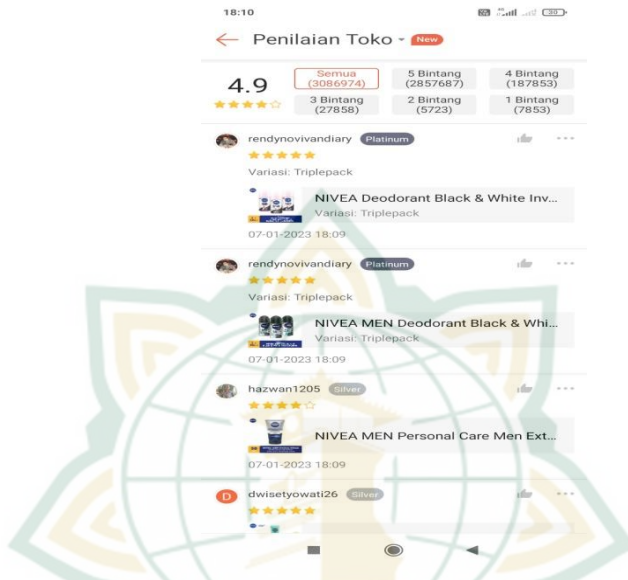 18:10
30
Penilaian Toko New
4.9
Semua
(3086974)
5 Bintang
(2857687)
4 Bintang
(187853)
3 Bintang
(27858)
2 Bintang
(5723)
1 Bintang
(7853)
rendynovivandiary Platinum
Variasi: Triplepack
NIVEA Deodorant Black & White Inv...
Variasi: Triplepack
07-01-2023 18:09
rendynovivandiary Platinum
Variasi: Triplepack
NIVEA MEN Deodorant Black & Whi...
Variasi: Triplepack
07-01-2023 18:09
hazwan1205 Silver
NIVEA MEN Personal Care Men Ext...
07-01-2023 18:09
D dwisetyowati26 Silver